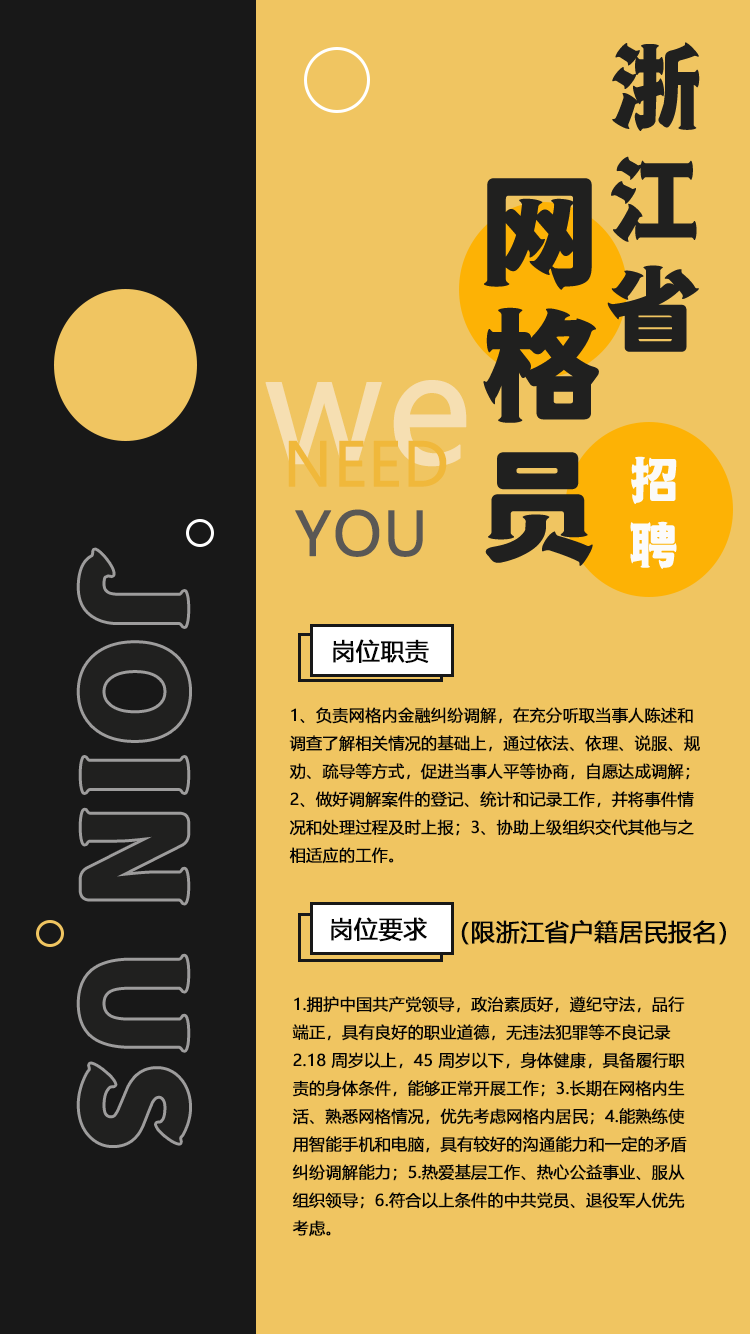 浙江省
网格员
招聘
we
NEED
YOU
JOIN US
岗位职责
1、负责网格内金融纠纷调解，在充分听取当事人陈述和
调查了解相关情况的基础上，通过依法、依理、说服、规
劝、疏导等方式，促进当事人平等协商，自愿达成调解；
2、做好调解案件的登记、统计和记录工作，并将事件情
况和处理过程及时上报；3、协助上级组织交代其他与之
相适应的工作。
岗位要求（限浙江省户籍居民报名）
1.拥护中国共产党领导，政治素质好，遵纪守法，品行
端正，具有良好的职业道德，无违法犯罪等不良记录
2.18 周岁以上，45 周岁以下，身体健康，具备履行职
责的身体条件，能够正常开展工作；3.长期在网格内生
活、熟悉网格情况，优先考虑网格内居民；4.能熟练使
用智能手机和电脑，具有较好的沟通能力和一定的矛盾
纠纷调解能力；5.热爱基层工作、热心公益事业、服从
组织领导；6.符合以上条件的中共党员、退役军人优先
考虑。